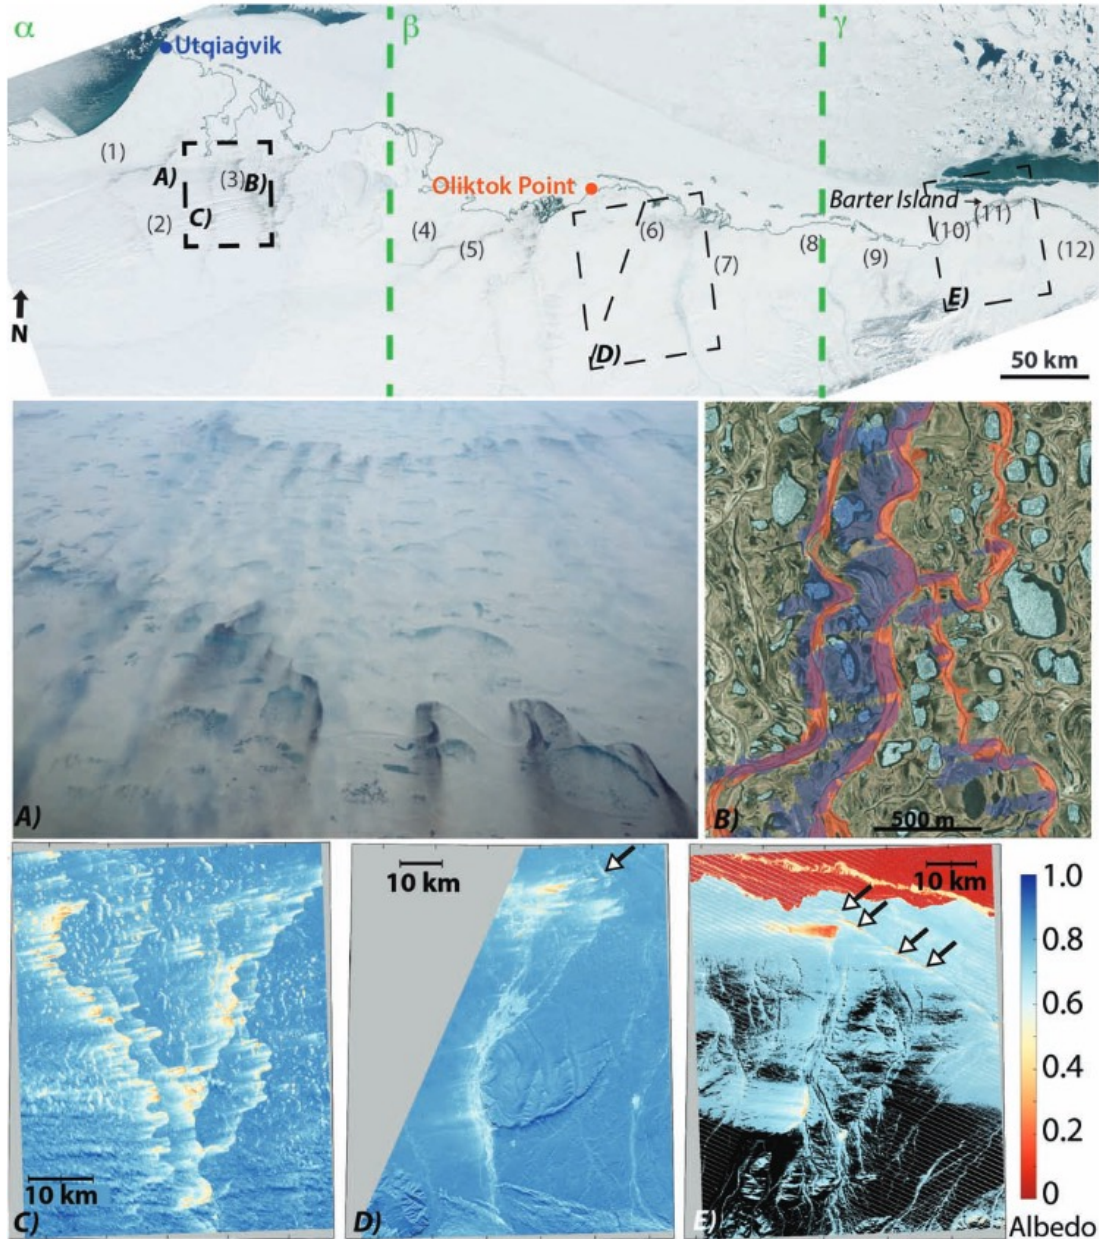 α
β
γ
Utqiaġvik
(1)
A)
(3)
B)
(2)
C)
Oliktok Point
Barter Island
(4)
(5)
(6)
(7)
(8)
(9)
(10)
(11)
(12)
(D)
E)
N
50 km
A)
500 m
B)
10 km
C)
10 km
D)
10 km
E)
1.0
0.8
0.6
0.4
0.2
0
Albedo